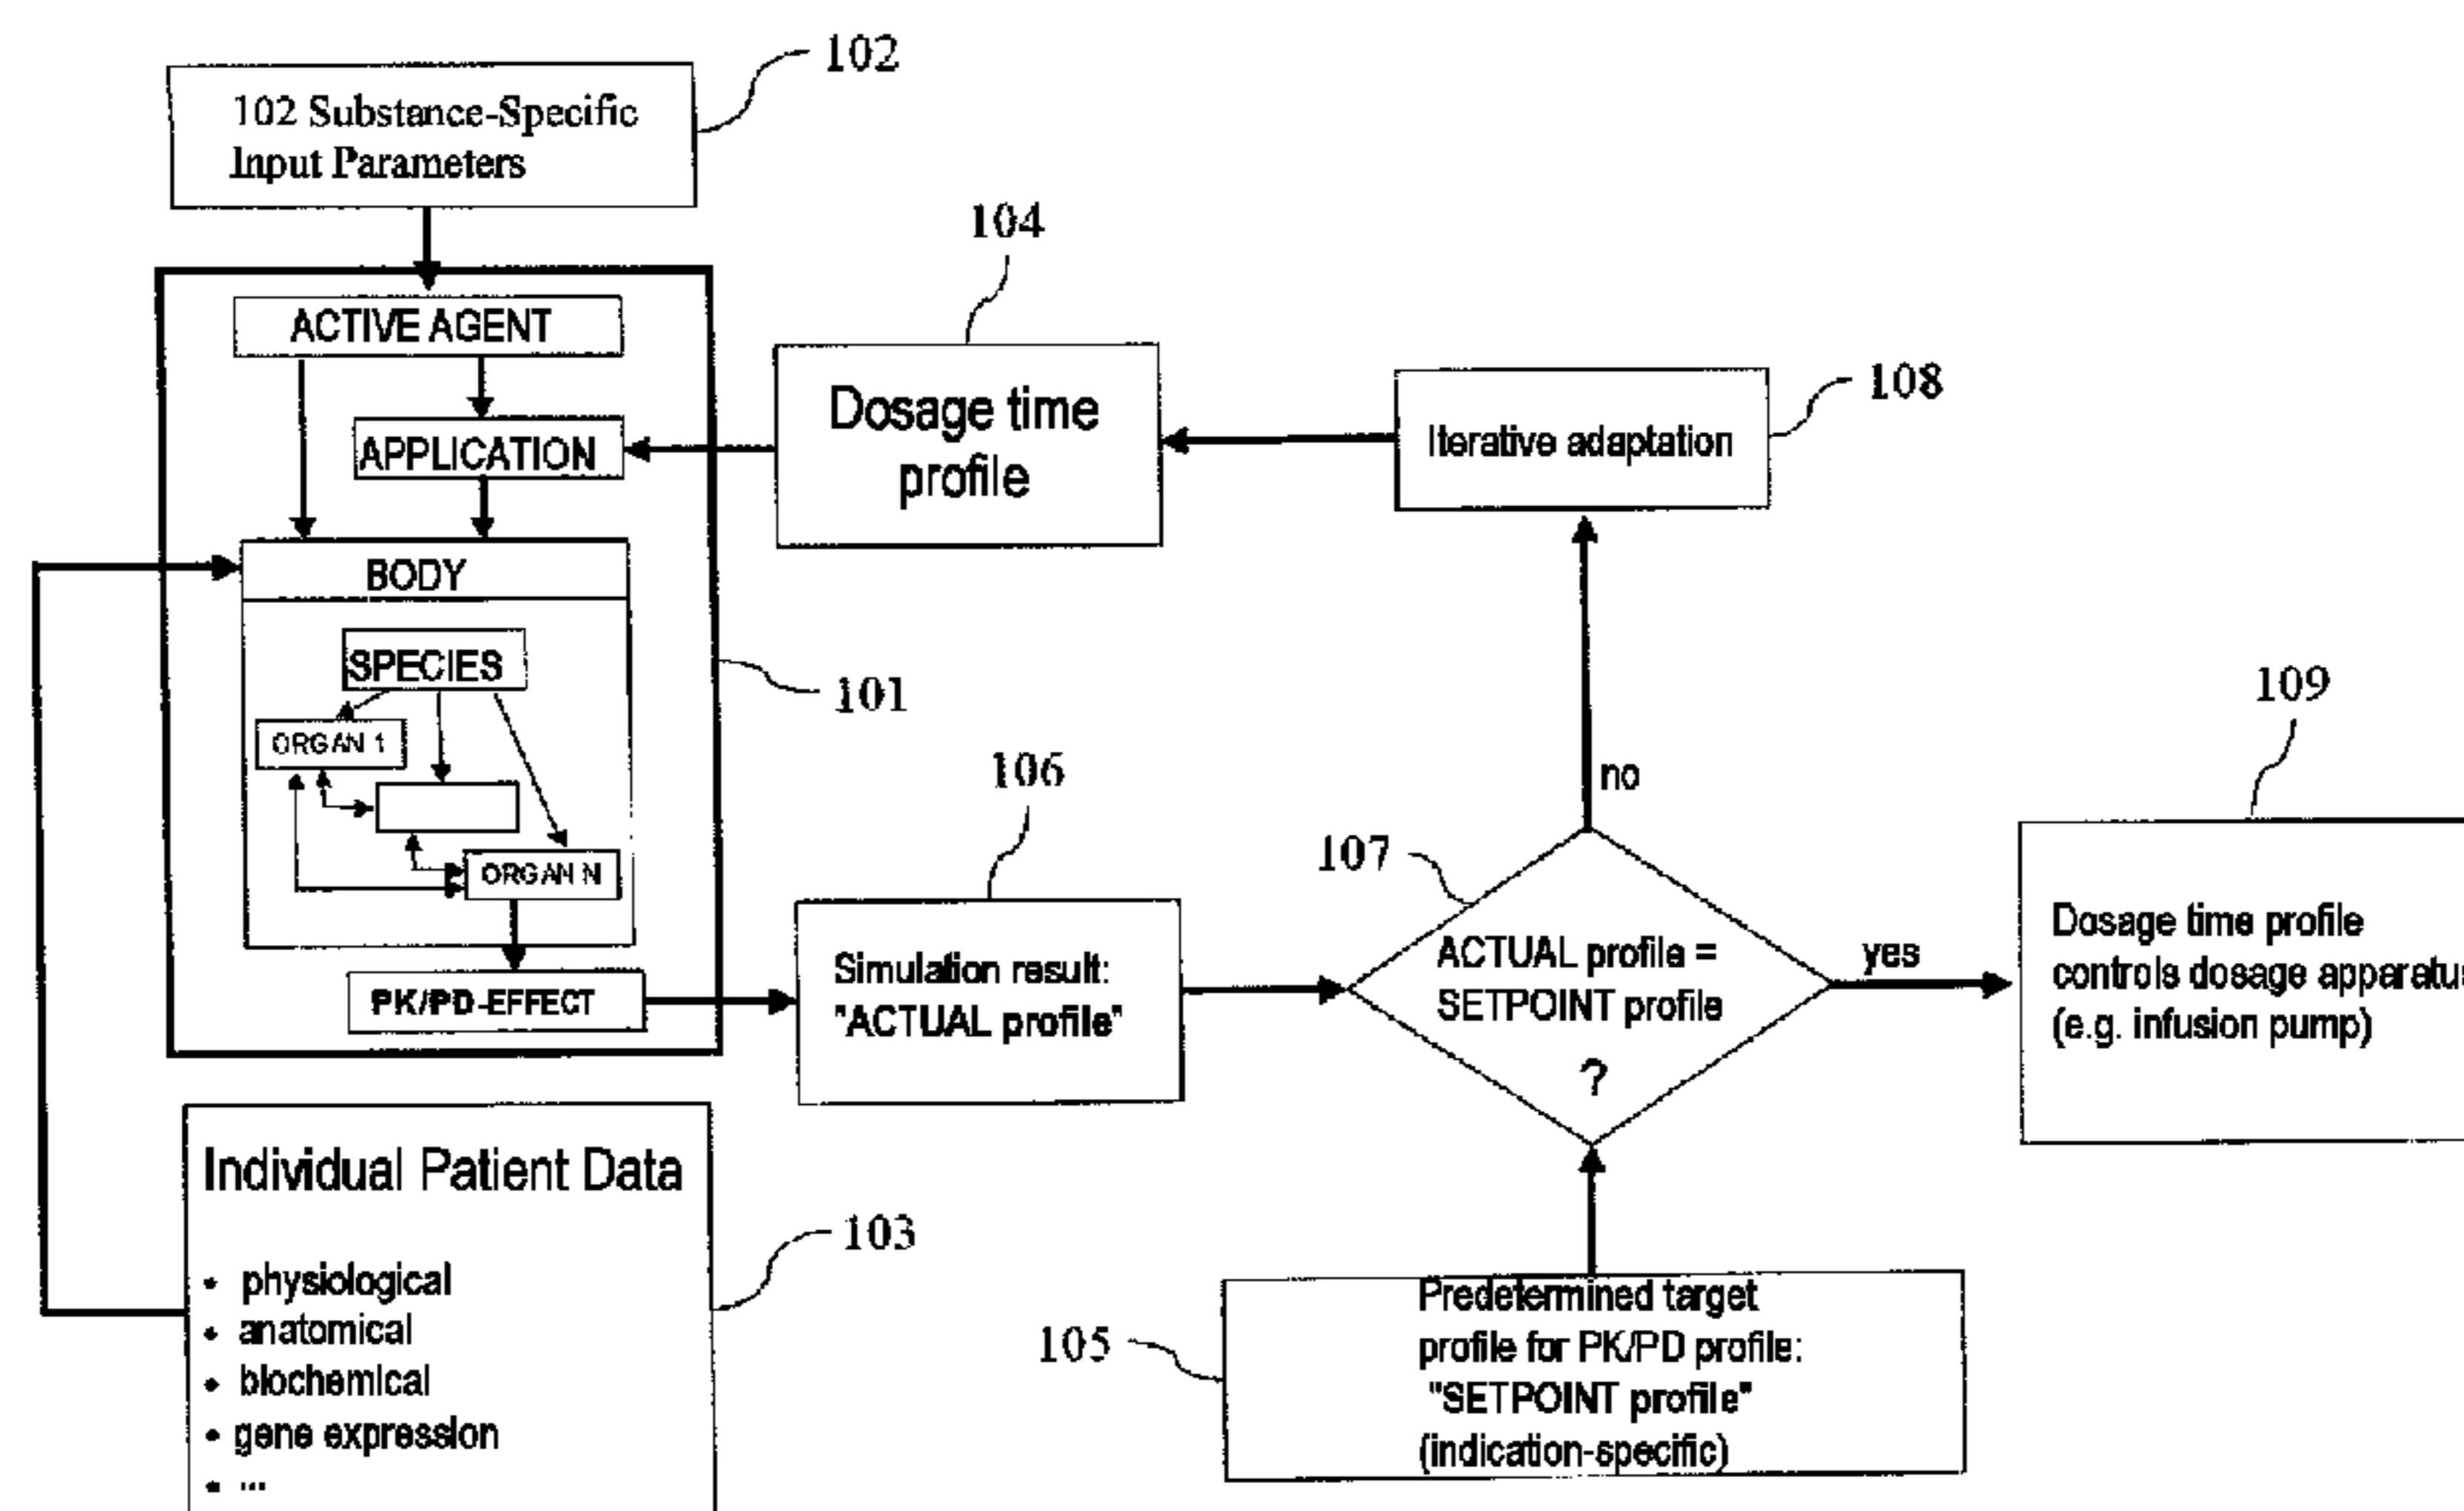 102
102 Substance-Specific
Input Parameters
104
ACTIVE AGENT
Dosage time
profile
108
Iterative adaptation
APPLICATION
BODY
SPECIES
101
ORGAN 1
ORGAN N
PK/PD-EFFECT
106
Simulation result:
"ACTUAL profile"
107
no
ACTUAL profile =
SETPOINT profile
?
yes
109
Dosage time profile
controls dosage apparatus
(e.g. infusion pump)
Individual Patient Data
103
• physiological
• anatomical
• biochemical
• gene expression
• ...
105
Predetermined target
profile for PK/PD profile:
"SETPOINT profile"
(indication-specific)